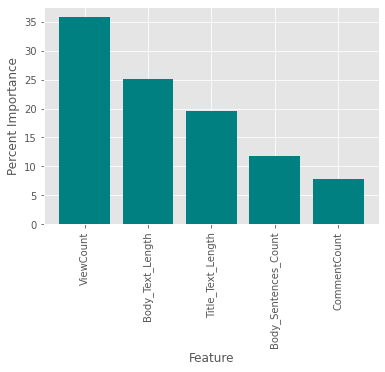 Percent Importance
35
30
25
20
15
10
5
0
ViewCount
Body_Text_Length
Title_Text_Length
Body_Sentences_Count
CommentCount
Feature